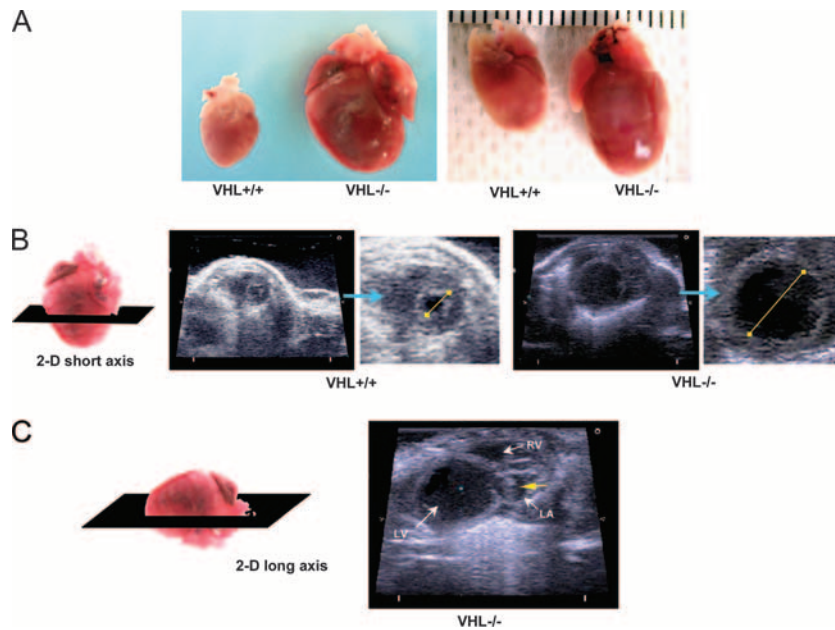 A
VHL+/+ VHL-/- VHL+/+ VHL-/-
B
2-D short axis
VHL+/+ VHL-/-
C
RV
LA
LV
2-D long axis
VHL-/-